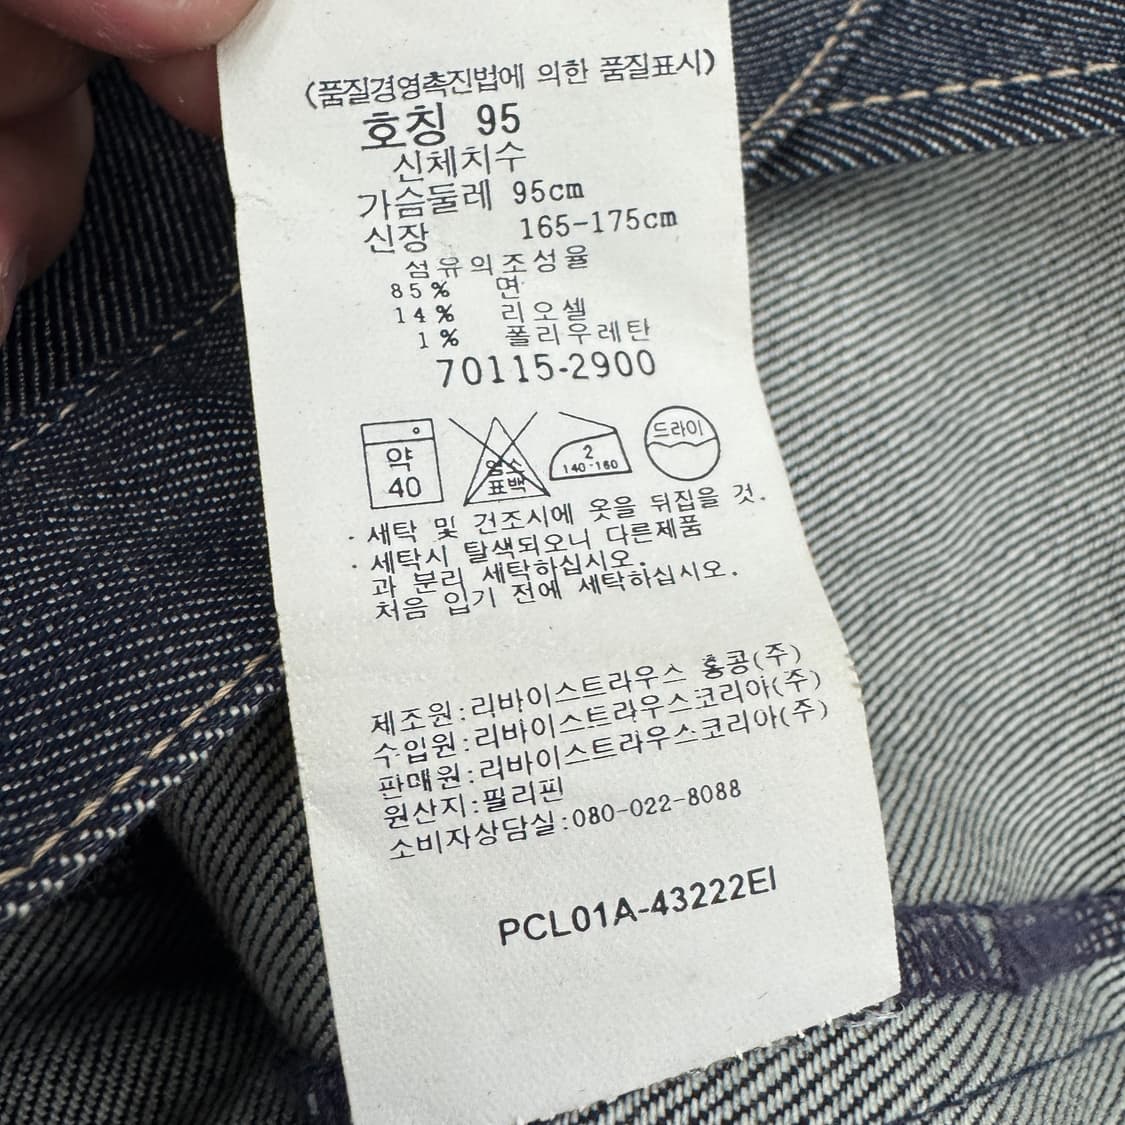 (품질경영촉진법에 의한 품질표시)
호칭 95
신체치수
가슴둘레 95cm
신장 165-175cm
섬유의조성율
85% 면
14% 리오셀
1% 폴리우레탄
70115-2900
약 40
염소 표백
2 140-160
드라이
· 세탁 및 건조시에 옷을 뒤집을 것.
· 세탁시 탈색되오니 다른제품
과 분리 세탁하십시오.
처음 입기 전에 세탁하십시오.
제조원:리바이스트라우스 홍콩(주)
수입원:리바이스트라우스코리아(주)
판매원:리바이스트라우스코리아(주)
원산지:필리핀
소비자상담실:080-022-8088
PCL01A-43222EI